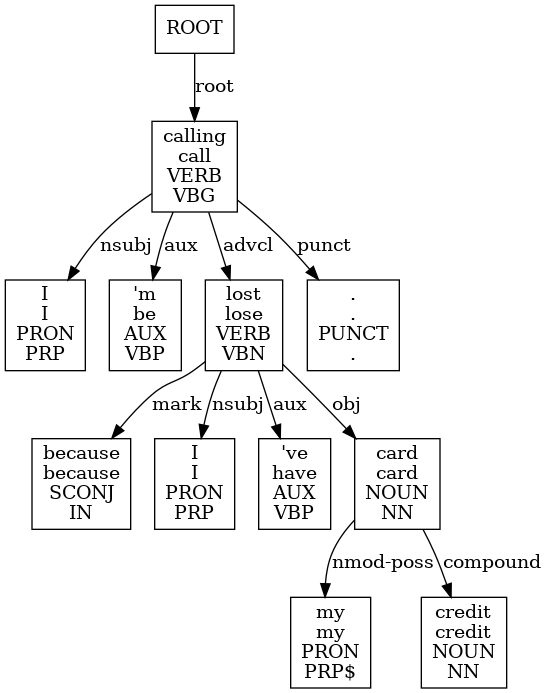 ROOT
root
calling
call
VERB
VBG
nsubj
aux
advcl
punct
I
I
PRON
PRP
'm
be
AUX
VBP
lost
lose
VERB
VBN
.
.
PUNCT
.
mark
nsubj
aux
obj
because
because
SCONJ
IN
I
I
PRON
PRP
've
have
AUX
VBP
card
card
NOUN
NN
nmod-poss
compound
my
my
PRON
PRP$
credit
credit
NOUN
NN